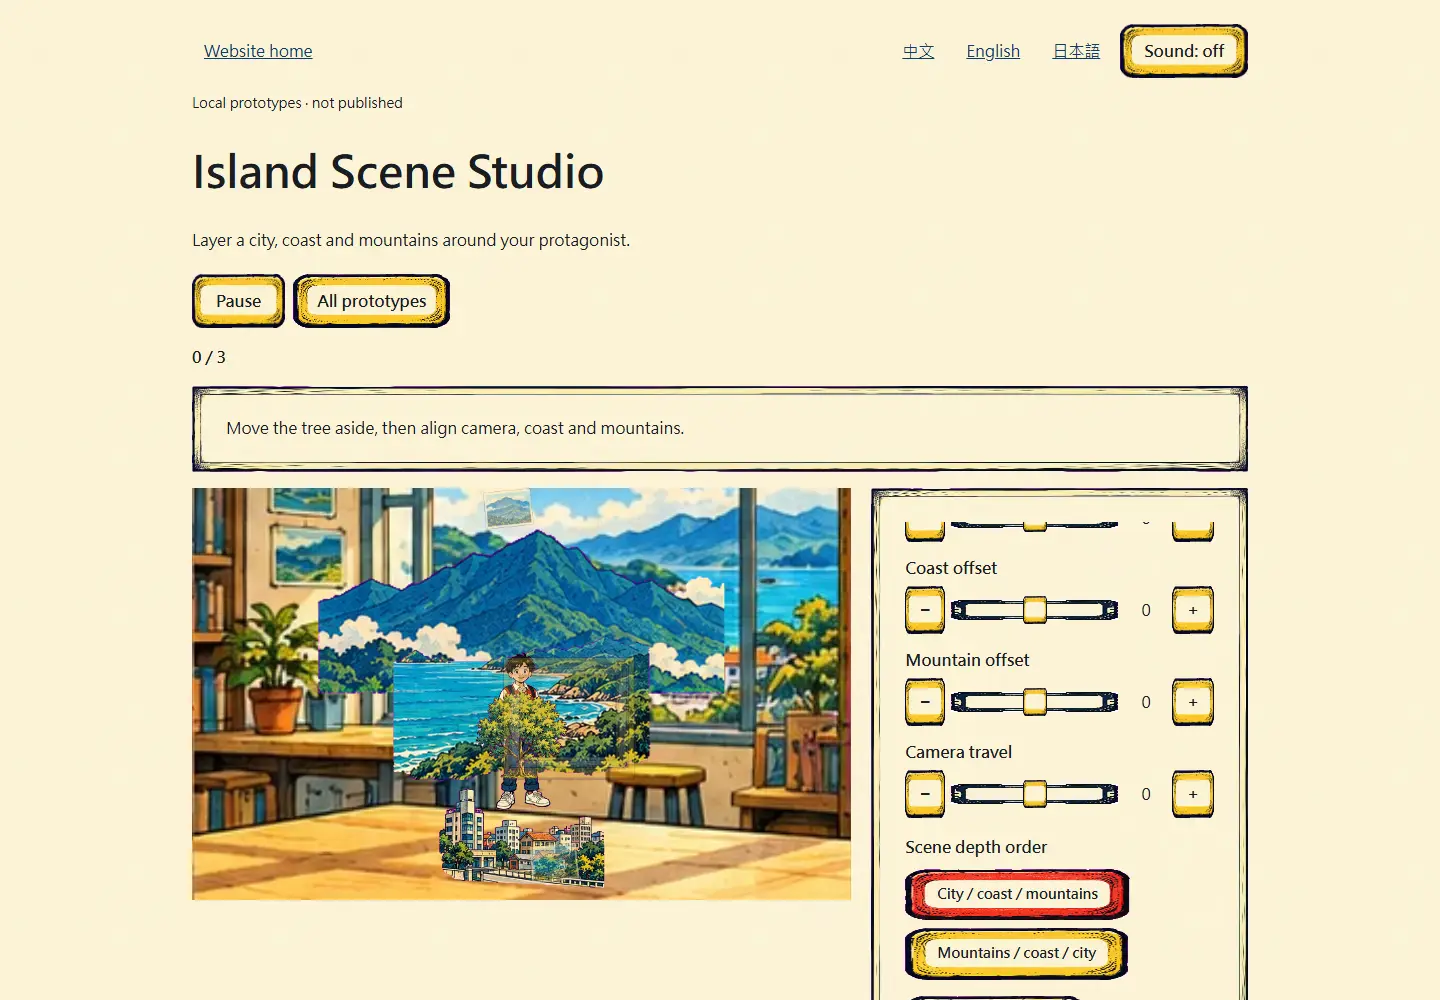 Website home
中文 English 日本語 Sound: off
Local prototypes · not published
Island Scene Studio
Layer a city, coast and mountains around your protagonist.
Pause All prototypes
0 / 3
Move the tree aside, then align camera, coast and mountains.
Coast offset
− 0 +
Mountain offset
− 0 +
Camera travel
− 0 +
Scene depth order
City / coast / mountains
Mountains / coast / city